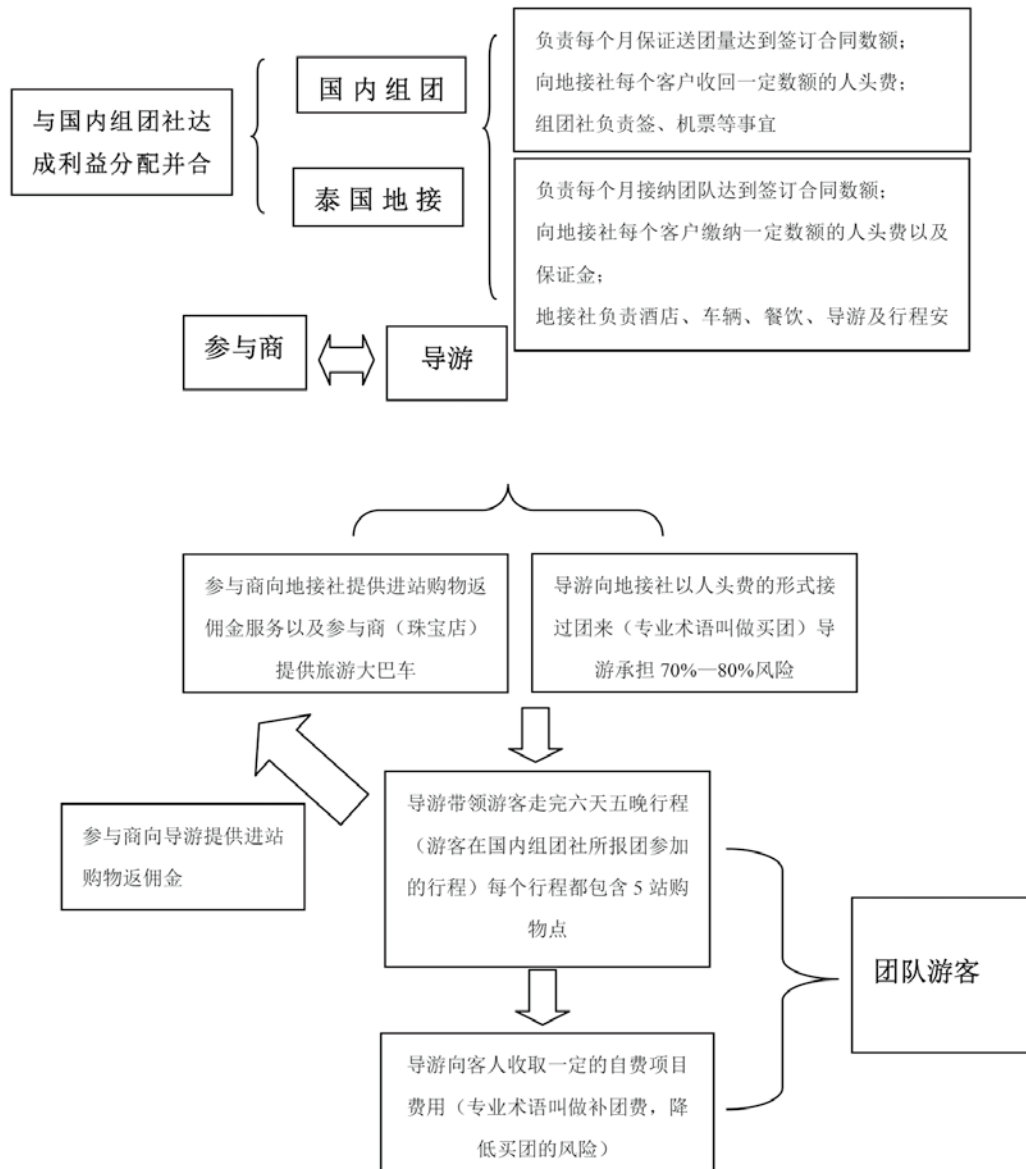 与国内组团社达
成利益分配并合
国内组团
泰国地接
负责每个月保证送团量达到签订合同数额；
向地接社每个客户收回一定数额的人头费；
组团社负责签、机票等事宜
负责每个月接纳团队达到签订合同数额；
向地接社每个客户缴纳一定数额的人头费以及
保证金；
地接社负责酒店、车辆、餐饮、导游及行程安
参与商
导游
参与商向地接社提供进站购物返
佣金服务以及参与商（珠宝店）
提供旅游大巴车
导游向地接社以人头费的形式接
过团来（专业术语叫做买团）导
游承担 70%—80%风险
参与商向导游提供进站
购物返佣金
导游带领游客走完六天五晚行程
（游客在国内组团社所报团参加
的行程）每个行程都包含 5 站购
物点
团队游客
导游向客人收取一定的自费项目
费用（专业术语叫做补团费，降
低买团的风险）